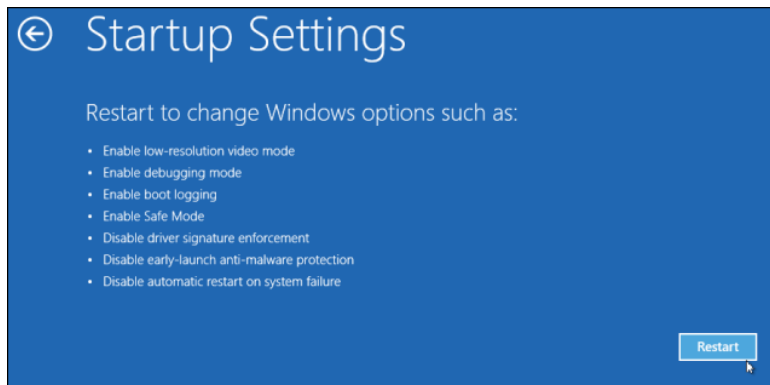 Startup Settings
Restart to change Windows options such as:
• Enable low-resolution video mode
• Enable debugging mode
• Enable boot logging
• Enable Safe Mode
• Disable driver signature enforcement
• Disable early-launch anti-malware protection
• Disable automatic restart on system failure
Restart